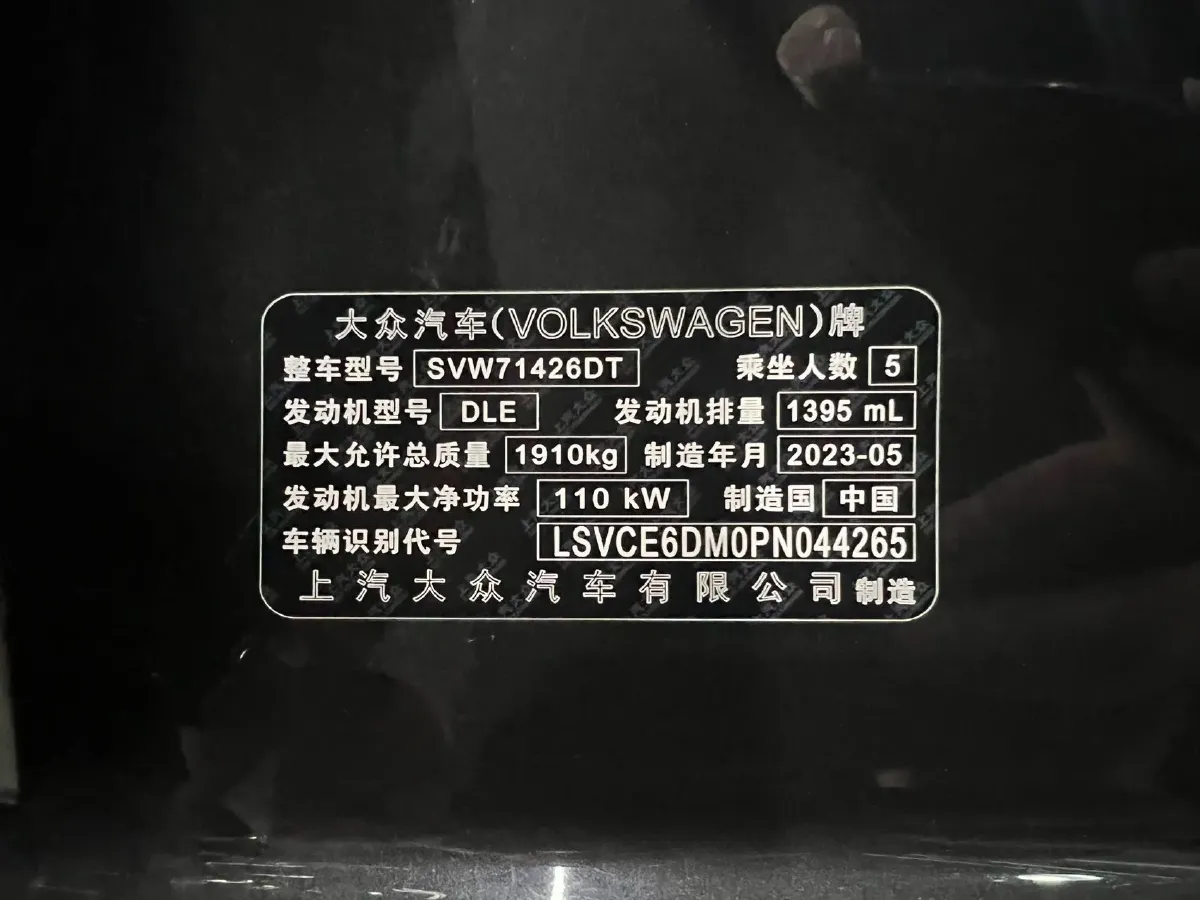 大众汽车(VOLKSWAGEN)牌
整车型号 SVW71426DT 乘坐人数 5
发动机型号 DLE 发动机排量 1395 mL
最大允许总质量 1910kg 制造年月 2023-05
发动机最大净功率 110 kW 制造国 中国
车辆识别代号 LSVCE6DM0PN044265
上汽大众汽车有限公司 制造